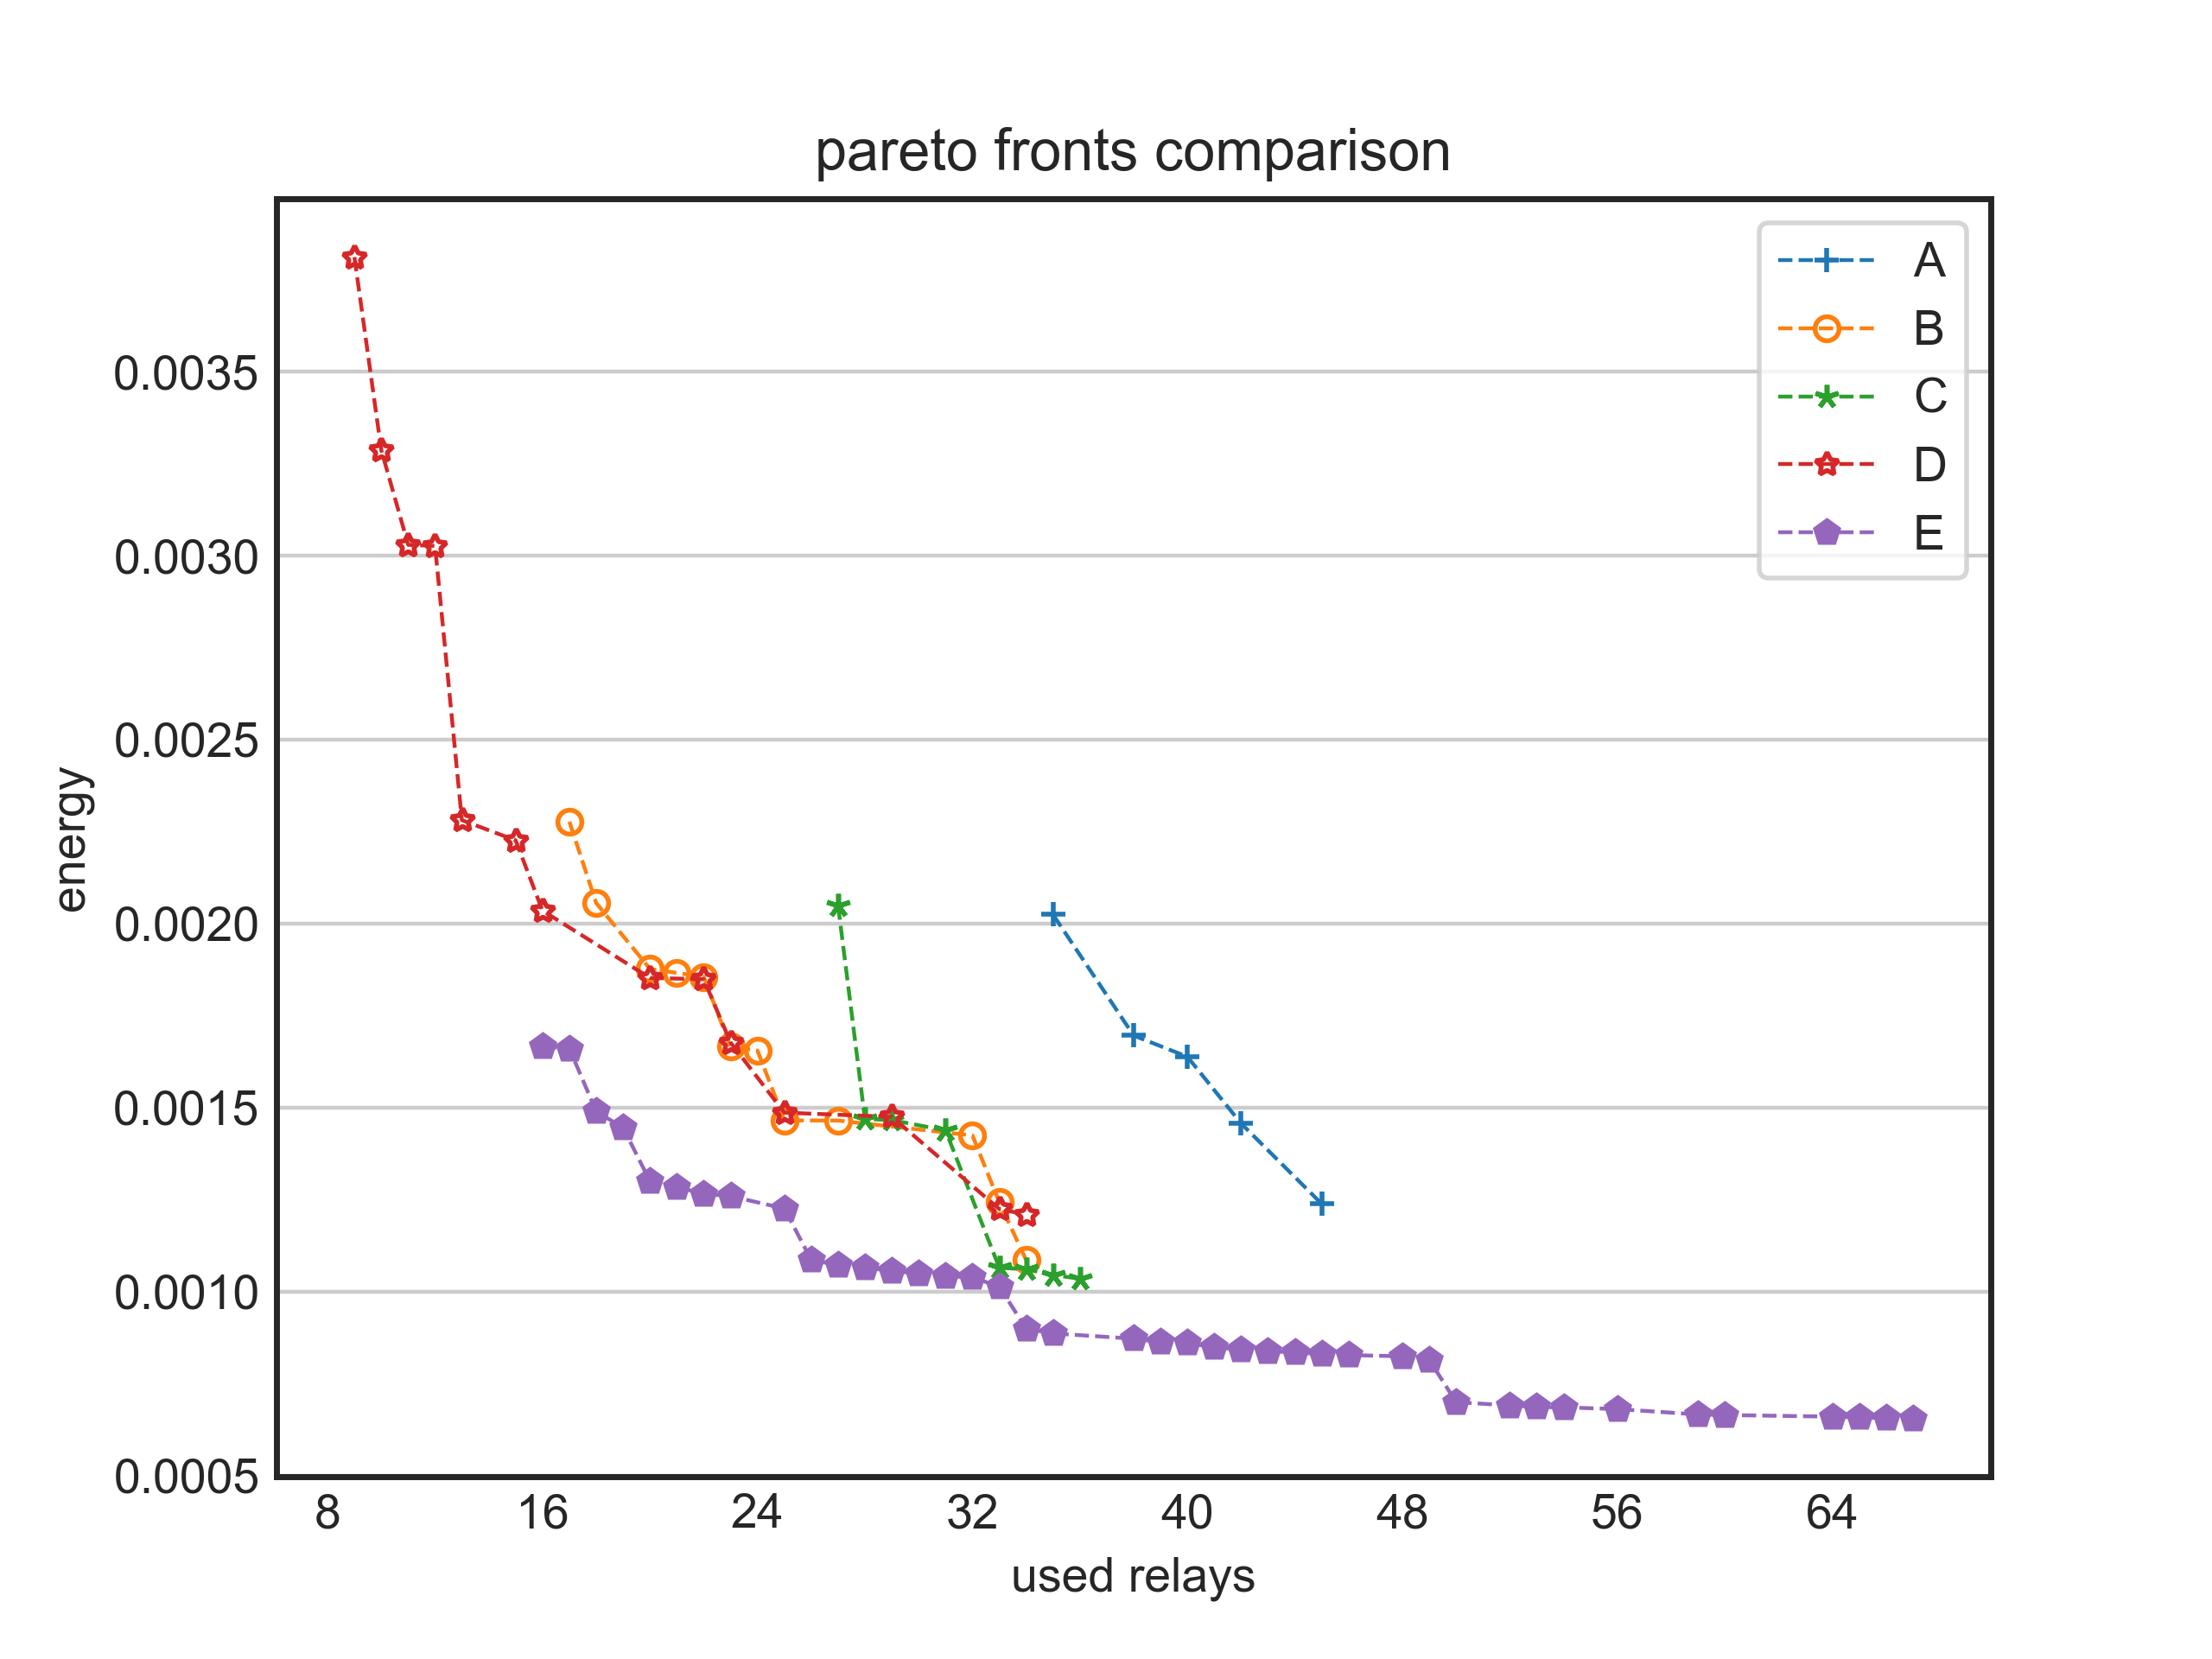 pareto fronts comparison
A
B
C
D
E
energy
0.0035
0.0030
0.0025
0.0020
0.0015
0.0010
0.0005
8 16 24 32 40 48 56 64
used relays